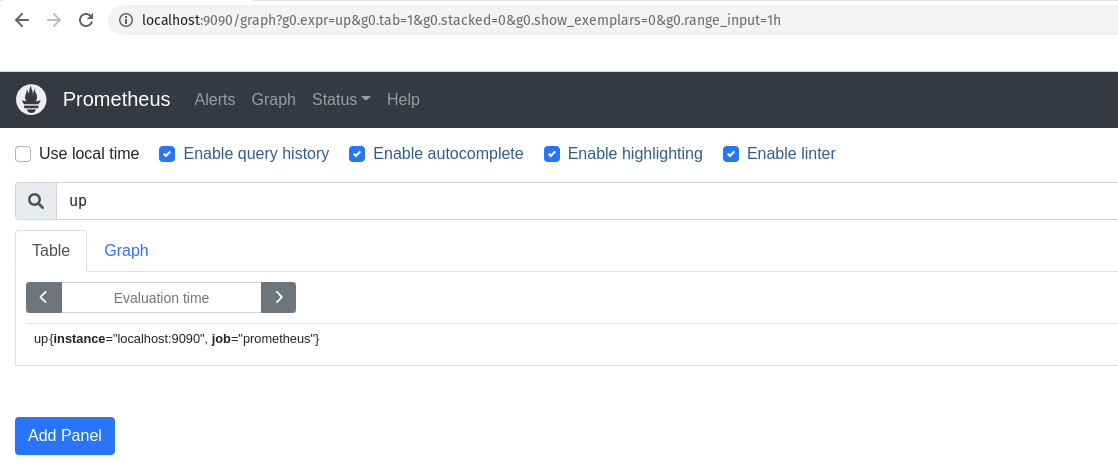 localhost:9090/graph?g0.expr=up&g0.tab=1&g0.stacked=0&g0.show_exemplars=0&g0.range_input=1h
Prometheus Alerts Graph Status Help
Use local time Enable query history Enable autocomplete Enable highlighting Enable linter
up
Table Graph
Evaluation time
up{instance="localhost:9090", job="prometheus"}
Add Panel